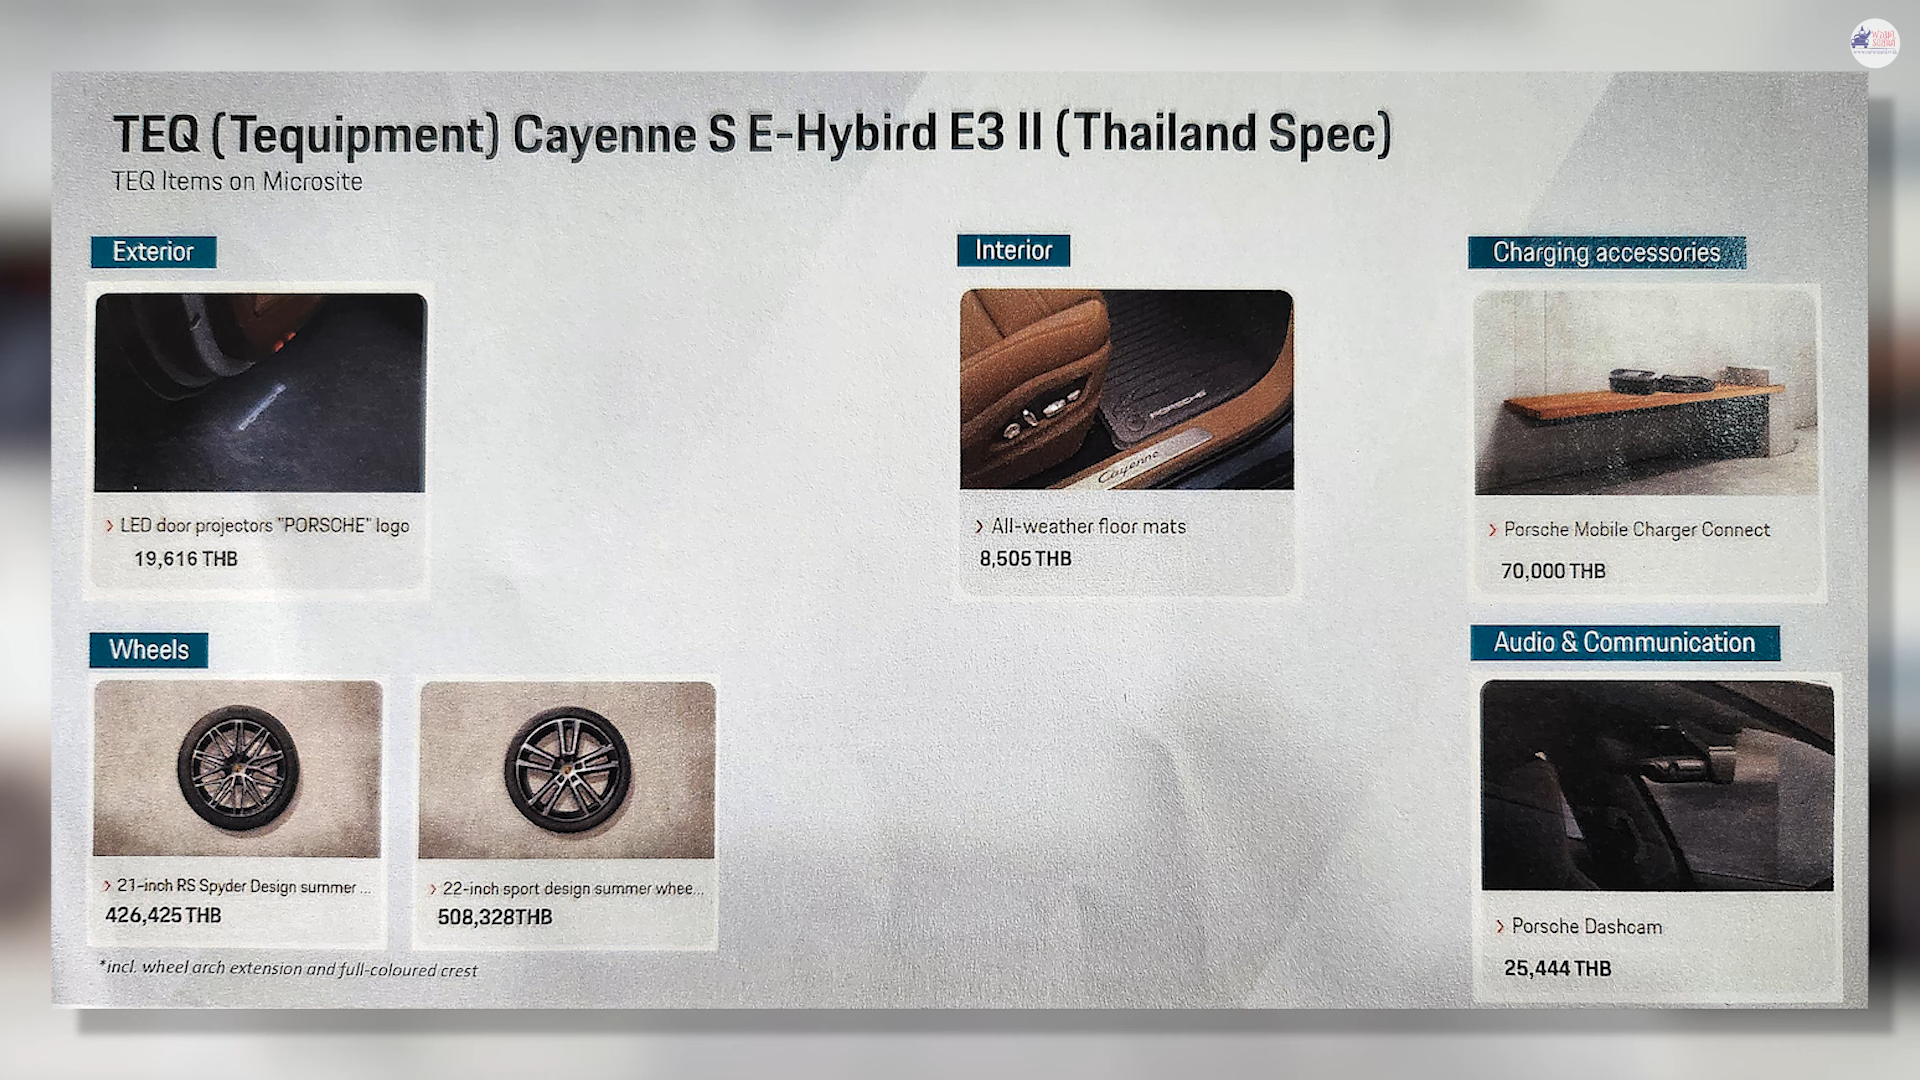 TEQ (Tequipment) Cayenne S E-Hybird E3 II (Thailand Spec)
TEQ Items on Microsite
Exterior
LED door projectors "PORSCHE" logo
19,616 THB
Interior
PORSCHE
Cayenne
All-weather floor mats
8,505 THB
Charging accessories
Porsche Mobile Charger Connect
70,000 THB
Wheels
21-inch RS Spyder Design summer ...
426,425 THB
22-inch sport design summer whee...
508,328THB
*incl. wheel arch extension and full-coloured crest
Audio & Communication
Porsche Dashcam
25,444 THB